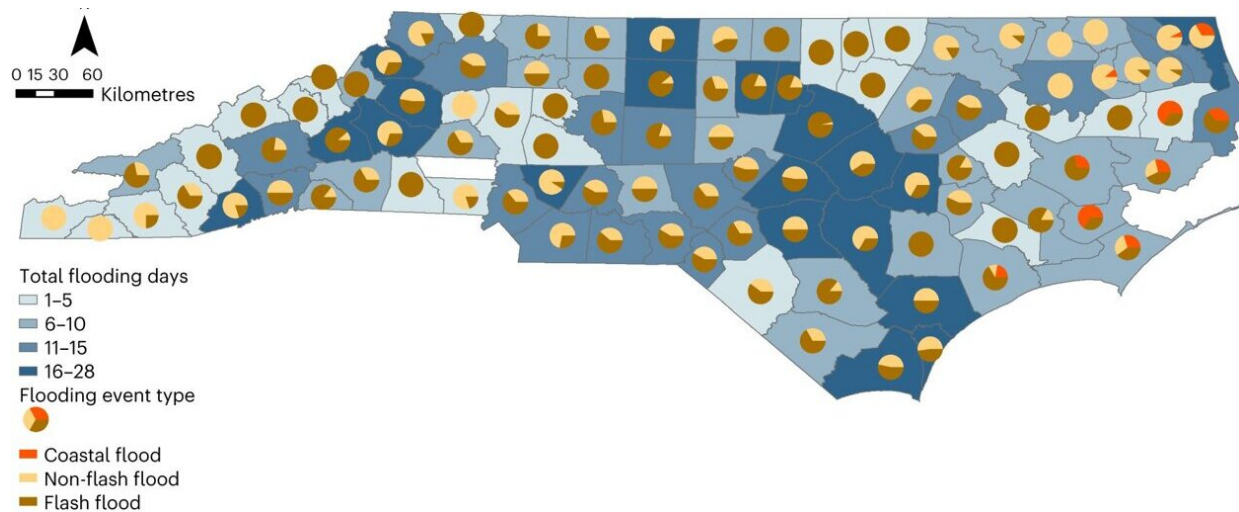 0 15 30 60
Kilometres
Total flooding days
1–5
6–10
11–15
16–28
Flooding event type
Coastal flood
Non-flash flood
Flash flood